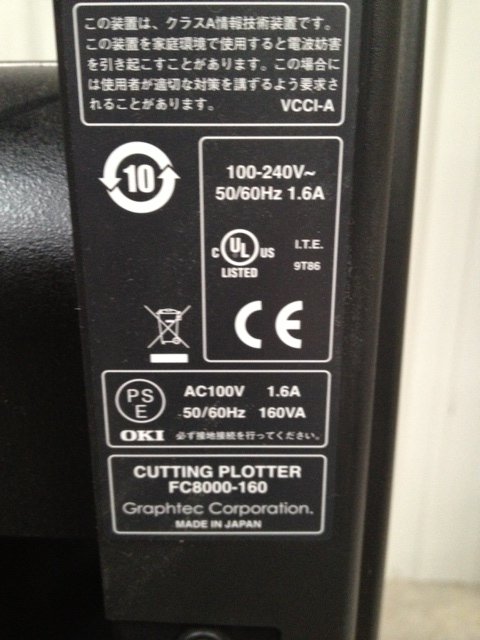 この装置は、クラスA情報技術装置です。
この装置を家庭環境で使用すると電波妨害
を引き起こすことがあります。この場合に
は使用者が適切な対策を講ずるよう要求さ
れることがあります。 VCCI-A
10
100-240V~
50/60Hz 1.6A
C UL US
LISTED
I.T.E.
9T86
CE
PS
E
AC100V 1.6A
50/60Hz 160VA
OKI 必ず接地接続を行ってください。
CUTTING PLOTTER
FC8000-160
Graphtec Corporation.
MADE IN JAPAN